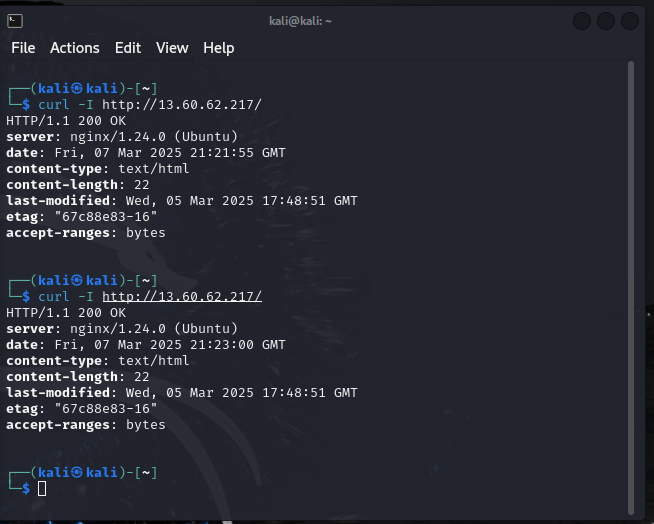 kali@kali: ~
File Actions Edit View Help
┌──(kali㉿kali)-[~]
└─$ curl -I http://13.60.62.217/
HTTP/1.1 200 OK
server: nginx/1.24.0 (Ubuntu)
date: Fri, 07 Mar 2025 21:21:55 GMT
content-type: text/html
content-length: 22
last-modified: Wed, 05 Mar 2025 17:48:51 GMT
etag: "67c88e83-16"
accept-ranges: bytes
┌──(kali㉿kali)-[~]
└─$ curl -I http://13.60.62.217/
HTTP/1.1 200 OK
server: nginx/1.24.0 (Ubuntu)
date: Fri, 07 Mar 2025 21:23:00 GMT
content-type: text/html
content-length: 22
last-modified: Wed, 05 Mar 2025 17:48:51 GMT
etag: "67c88e83-16"
accept-ranges: bytes
┌──(kali㉿kali)-[~]
└─$